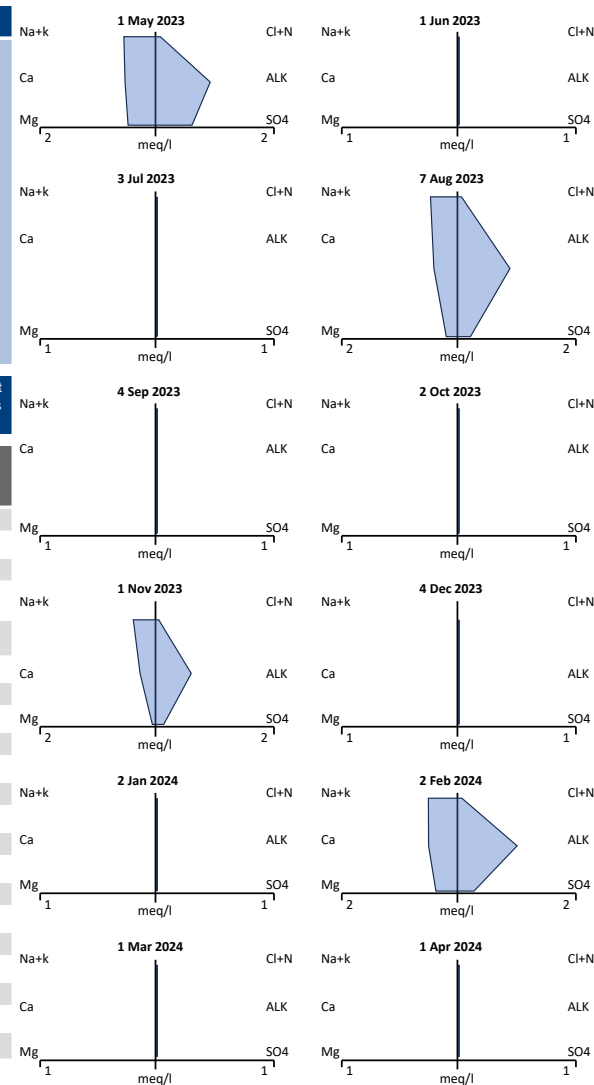 1 May 2023
Na+k Cl+N
Ca ALK
Mg SO4
2 2
meq/l
1 Jun 2023
Na+k Cl+N
Ca ALK
Mg SO4
1 1
meq/l
3 Jul 2023
Na+k Cl+N
Ca ALK
Mg SO4
1 1
meq/l
7 Aug 2023
Na+k Cl+N
Ca ALK
Mg SO4
2 2
meq/l
4 Sep 2023
Na+k Cl+N
Ca ALK
Mg SO4
1 1
meq/l
2 Oct 2023
Na+k Cl+N
Ca ALK
Mg SO4
1 1
meq/l
1 Nov 2023
Na+k Cl+N
Ca ALK
Mg SO4
2 2
meq/l
4 Dec 2023
Na+k Cl+N
Ca ALK
Mg SO4
1 1
meq/l
2 Jan 2024
Na+k Cl+N
Ca ALK
Mg SO4
1 1
meq/l
2 Feb 2024
Na+k Cl+N
Ca ALK
Mg SO4
2 2
meq/l
1 Mar 2024
Na+k Cl+N
Ca ALK
Mg SO4
1 1
meq/l
1 Apr 2024
Na+k Cl+N
Ca ALK
Mg SO4
1 1
meq/l